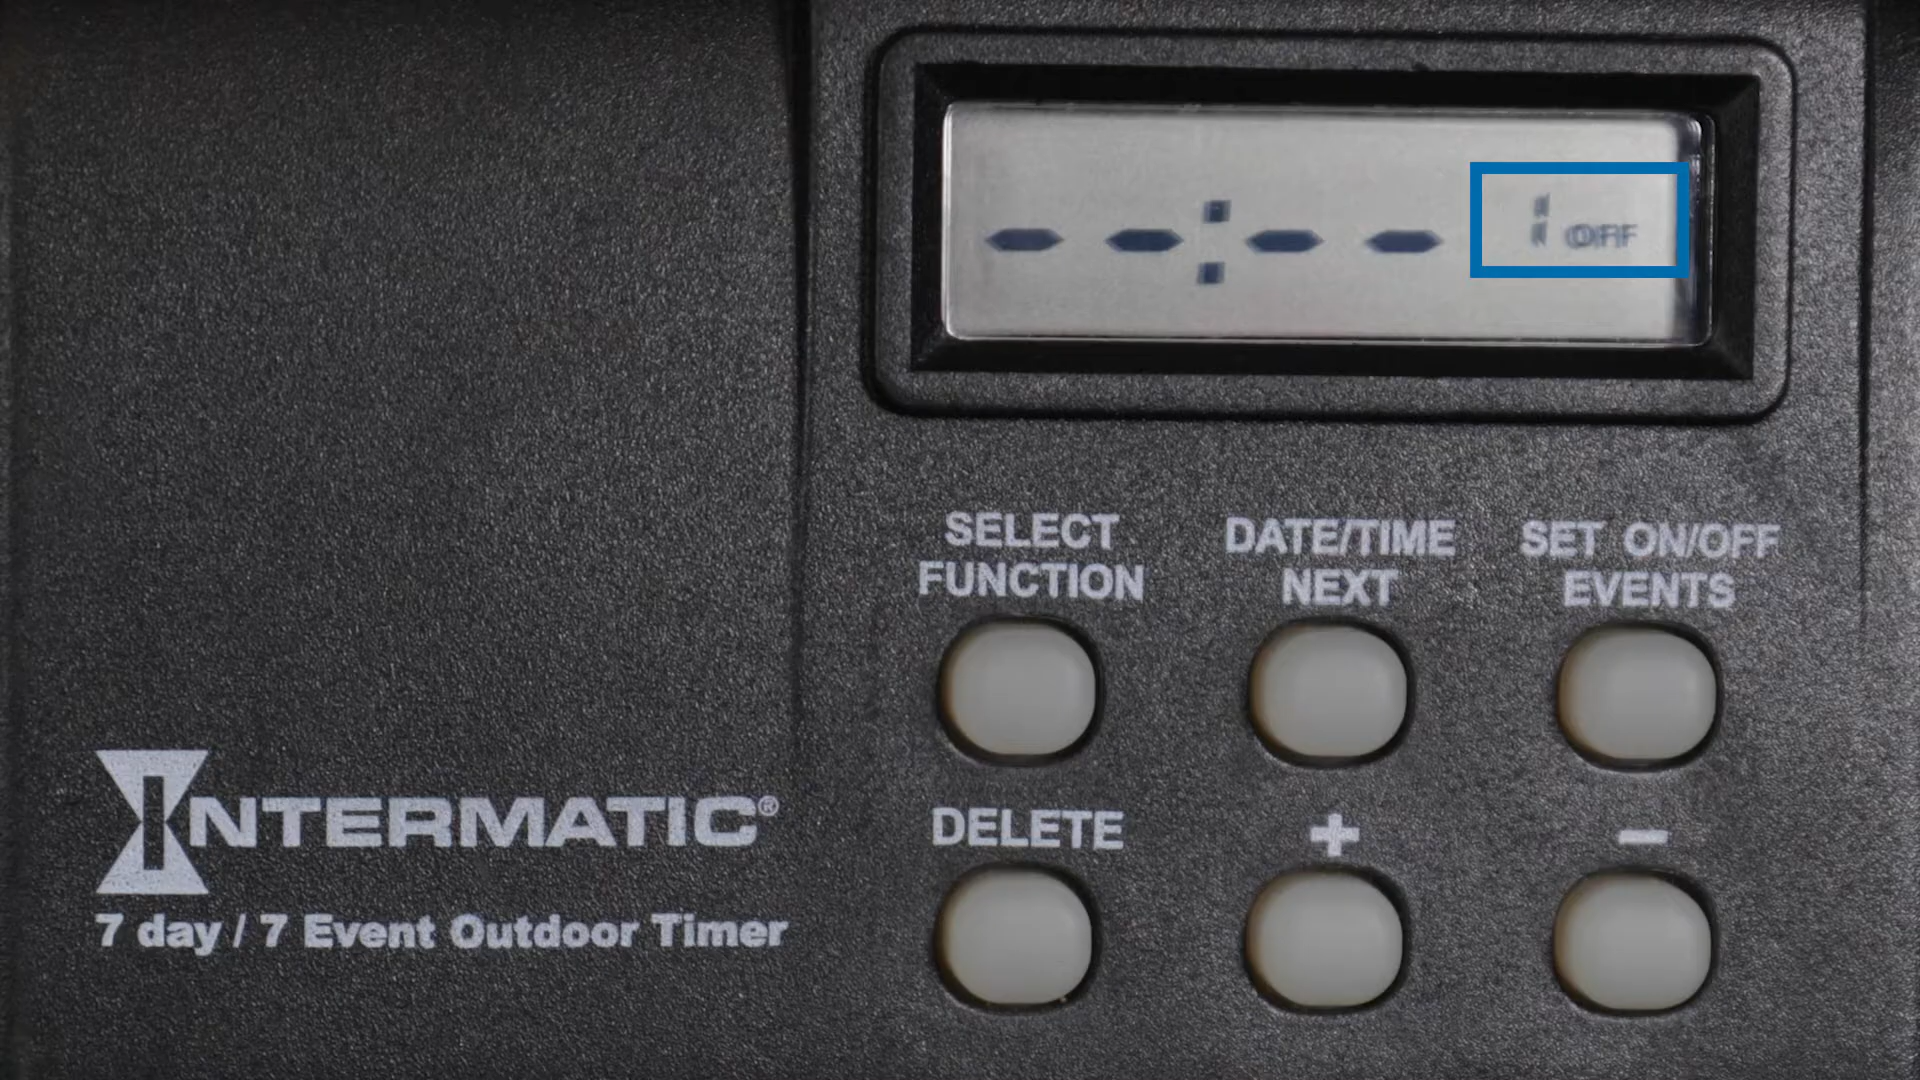 --:-- 1 OFF
SELECT FUNCTION
DATE/TIME NEXT
SET ON/OFF EVENTS
DELETE
+
-
INTERMATIC®
7 day / 7 Event Outdoor Timer